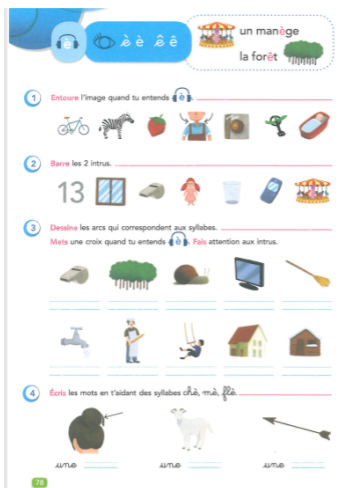 è è è ê ê
un manège
la forêt
1 Entoure l'image quand tu entends è.
2 Barre les 2 intrus.
13
3 Dessine les arcs qui correspondent aux syllabes.
Mets une croix quand tu entends è. Fais attention aux intrus.
4 Écris les mots en t'aidant des syllabes chè, mè, flè.
une une une
78